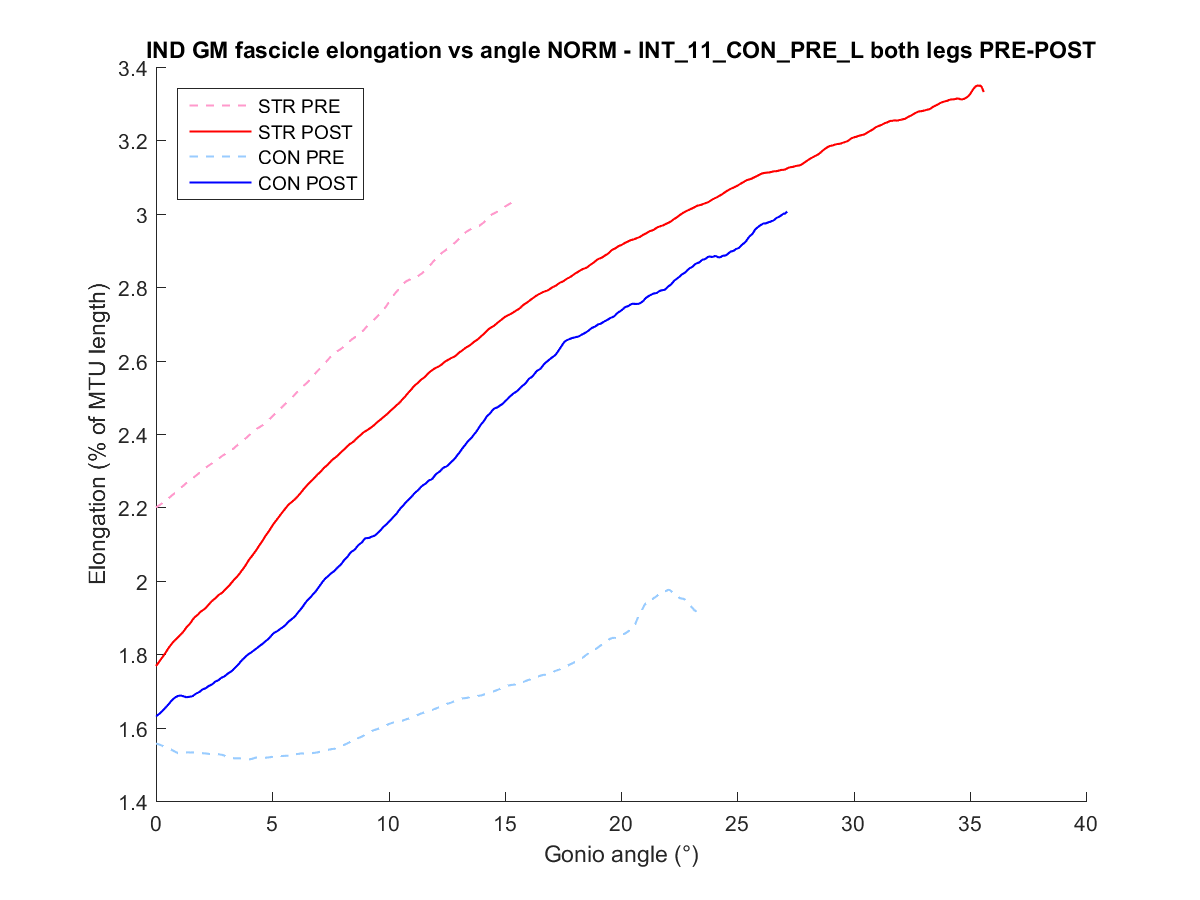 IND GM fascicle elongation vs angle NORM - INT_11_CON_PRE_L both legs PRE-POST
STR PRE
STR POST
CON PRE
CON POST
Elongation (% of MTU length)
3.4
3.2
3
2.8
2.6
2.4
2.2
2
1.8
1.6
1.4
0 5 10 15 20 25 30 35 40
Gonio angle (°)